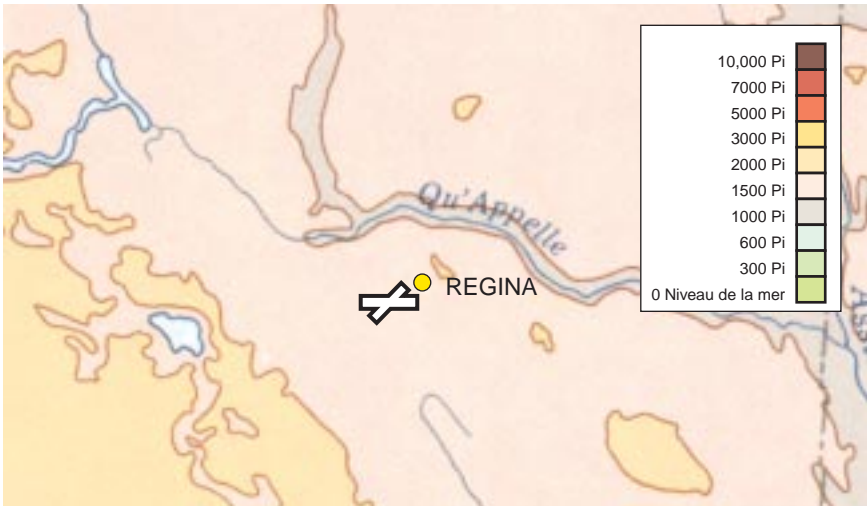 10,000 Pi
7000 Pi
5000 Pi
3000 Pi
2000 Pi
1500 Pi
1000 Pi
600 Pi
300 Pi
0 Niveau de la mer
Qu'Appelle
REGINA